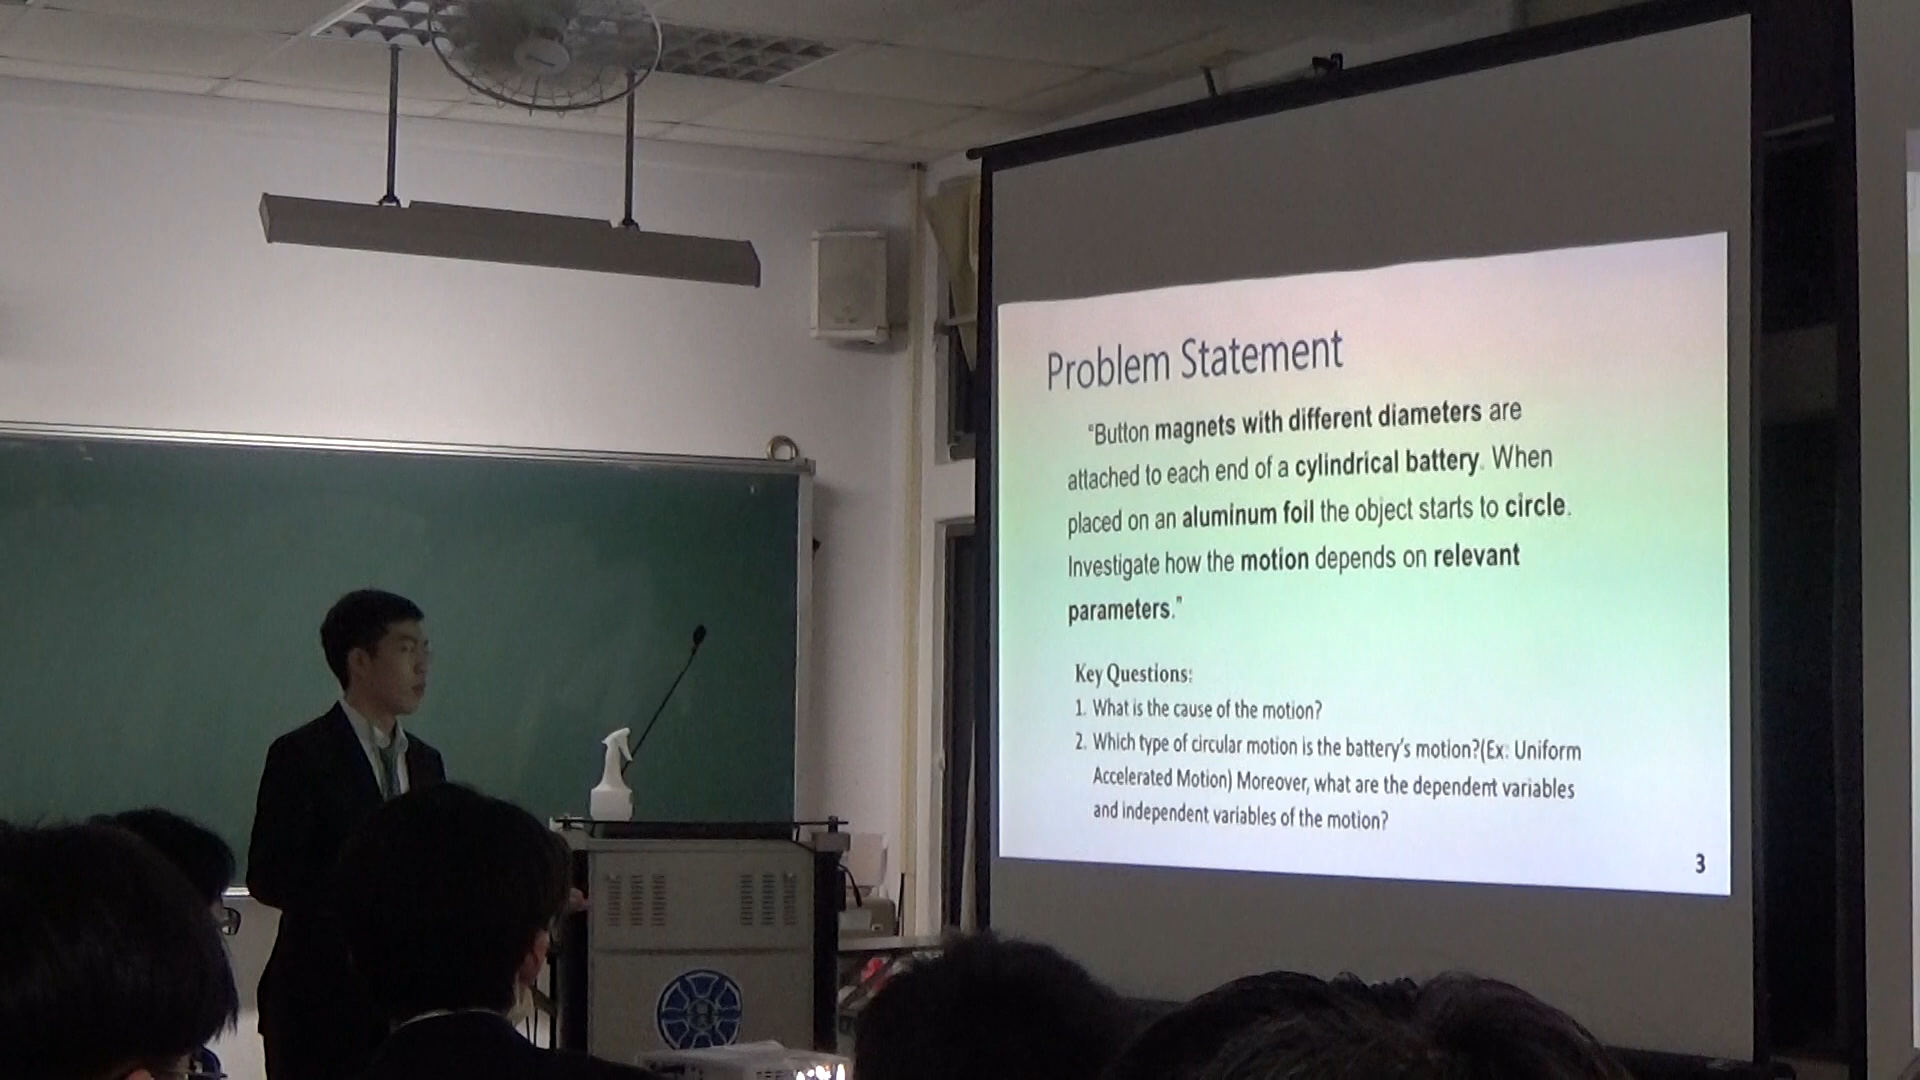 Problem Statement
"Button magnets with different diameters are
attached to each end of a cylindrical battery. When
placed on an aluminum foil the object starts to circle.
Investigate how the motion depends on relevant
parameters."
Key Questions:
1. What is the cause of the motion?
2. Which type of circular motion is the battery's motion?(Ex: Uniform
Accelerated Motion) Moreover, what are the dependent variables
and independent variables of the motion?
3